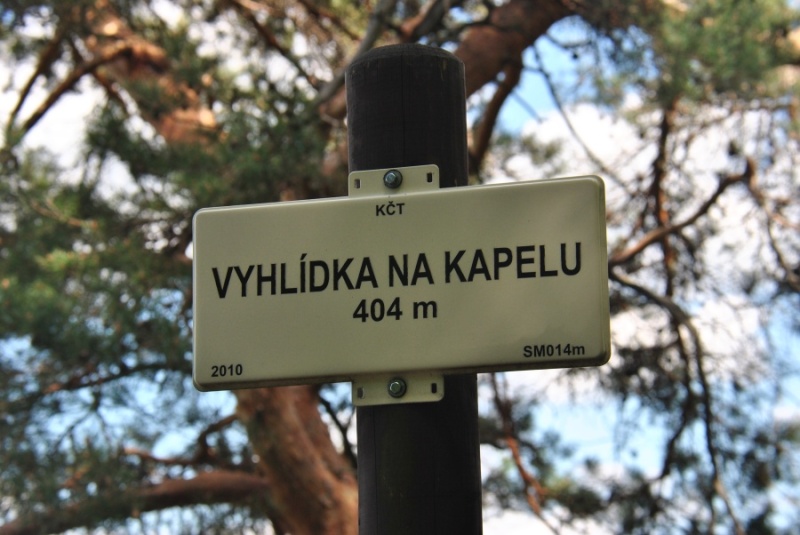 KČT
VYHLÍDKA NA KAPELU
404 m
2010 SM014m